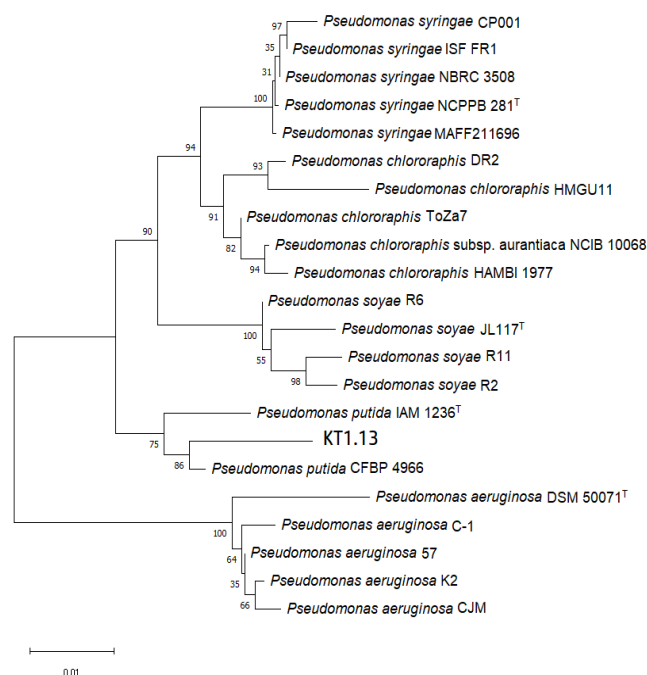 Pseudomonas syringae CP001
97
35
Pseudomonas syringae ISF FR1
31
Pseudomonas syringae NBRC 3508
100
Pseudomonas syringae NCPPB 281ᵀ
Pseudomonas syringae MAFF211696
94
Pseudomonas chlororaphis DR2
93
Pseudomonas chlororaphis HMGU11
91
Pseudomonas chlororaphis ToZa7
90
82
Pseudomonas chlororaphis subsp. aurantiaca NCIB 10068
94
Pseudomonas chlororaphis HAMBI 1977
Pseudomonas soyae R6
100
Pseudomonas soyae JL117ᵀ
55
Pseudomonas soyae R11
98
Pseudomonas soyae R2
Pseudomonas putida IAM 1236ᵀ
75
KT1.13
86
Pseudomonas putida CFBP 4966
Pseudomonas aeruginosa DSM 50071ᵀ
100
Pseudomonas aeruginosa C-1
64
Pseudomonas aeruginosa 57
35
Pseudomonas aeruginosa K2
66
Pseudomonas aeruginosa CJM
0.01